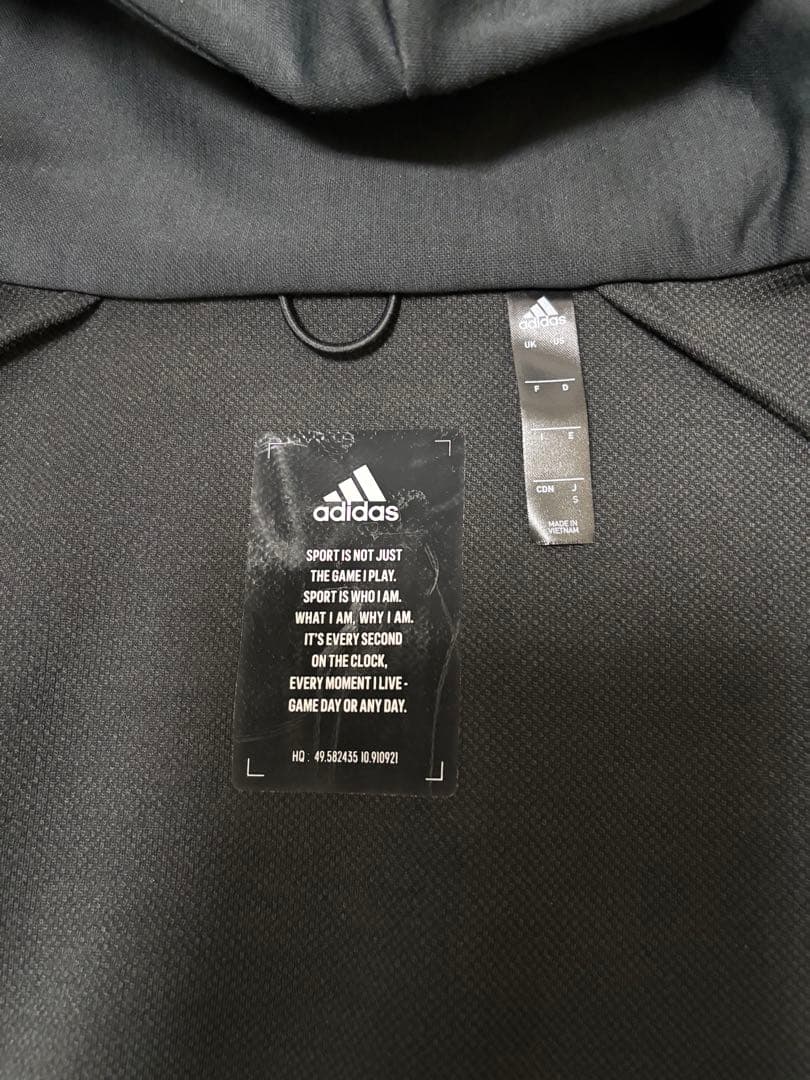 adidas
UK US
F D
I E
CDN J
S
MADE IN
VIETNAM
adidas
SPORT IS NOT JUST
THE GAME I PLAY.
SPORT IS WHO I AM.
WHAT I AM, WHY I AM.
IT'S EVERY SECOND
ON THE CLOCK,
EVERY MOMENT I LIVE -
GAME DAY OR ANY DAY.
HQ : 49.582435 10.910921